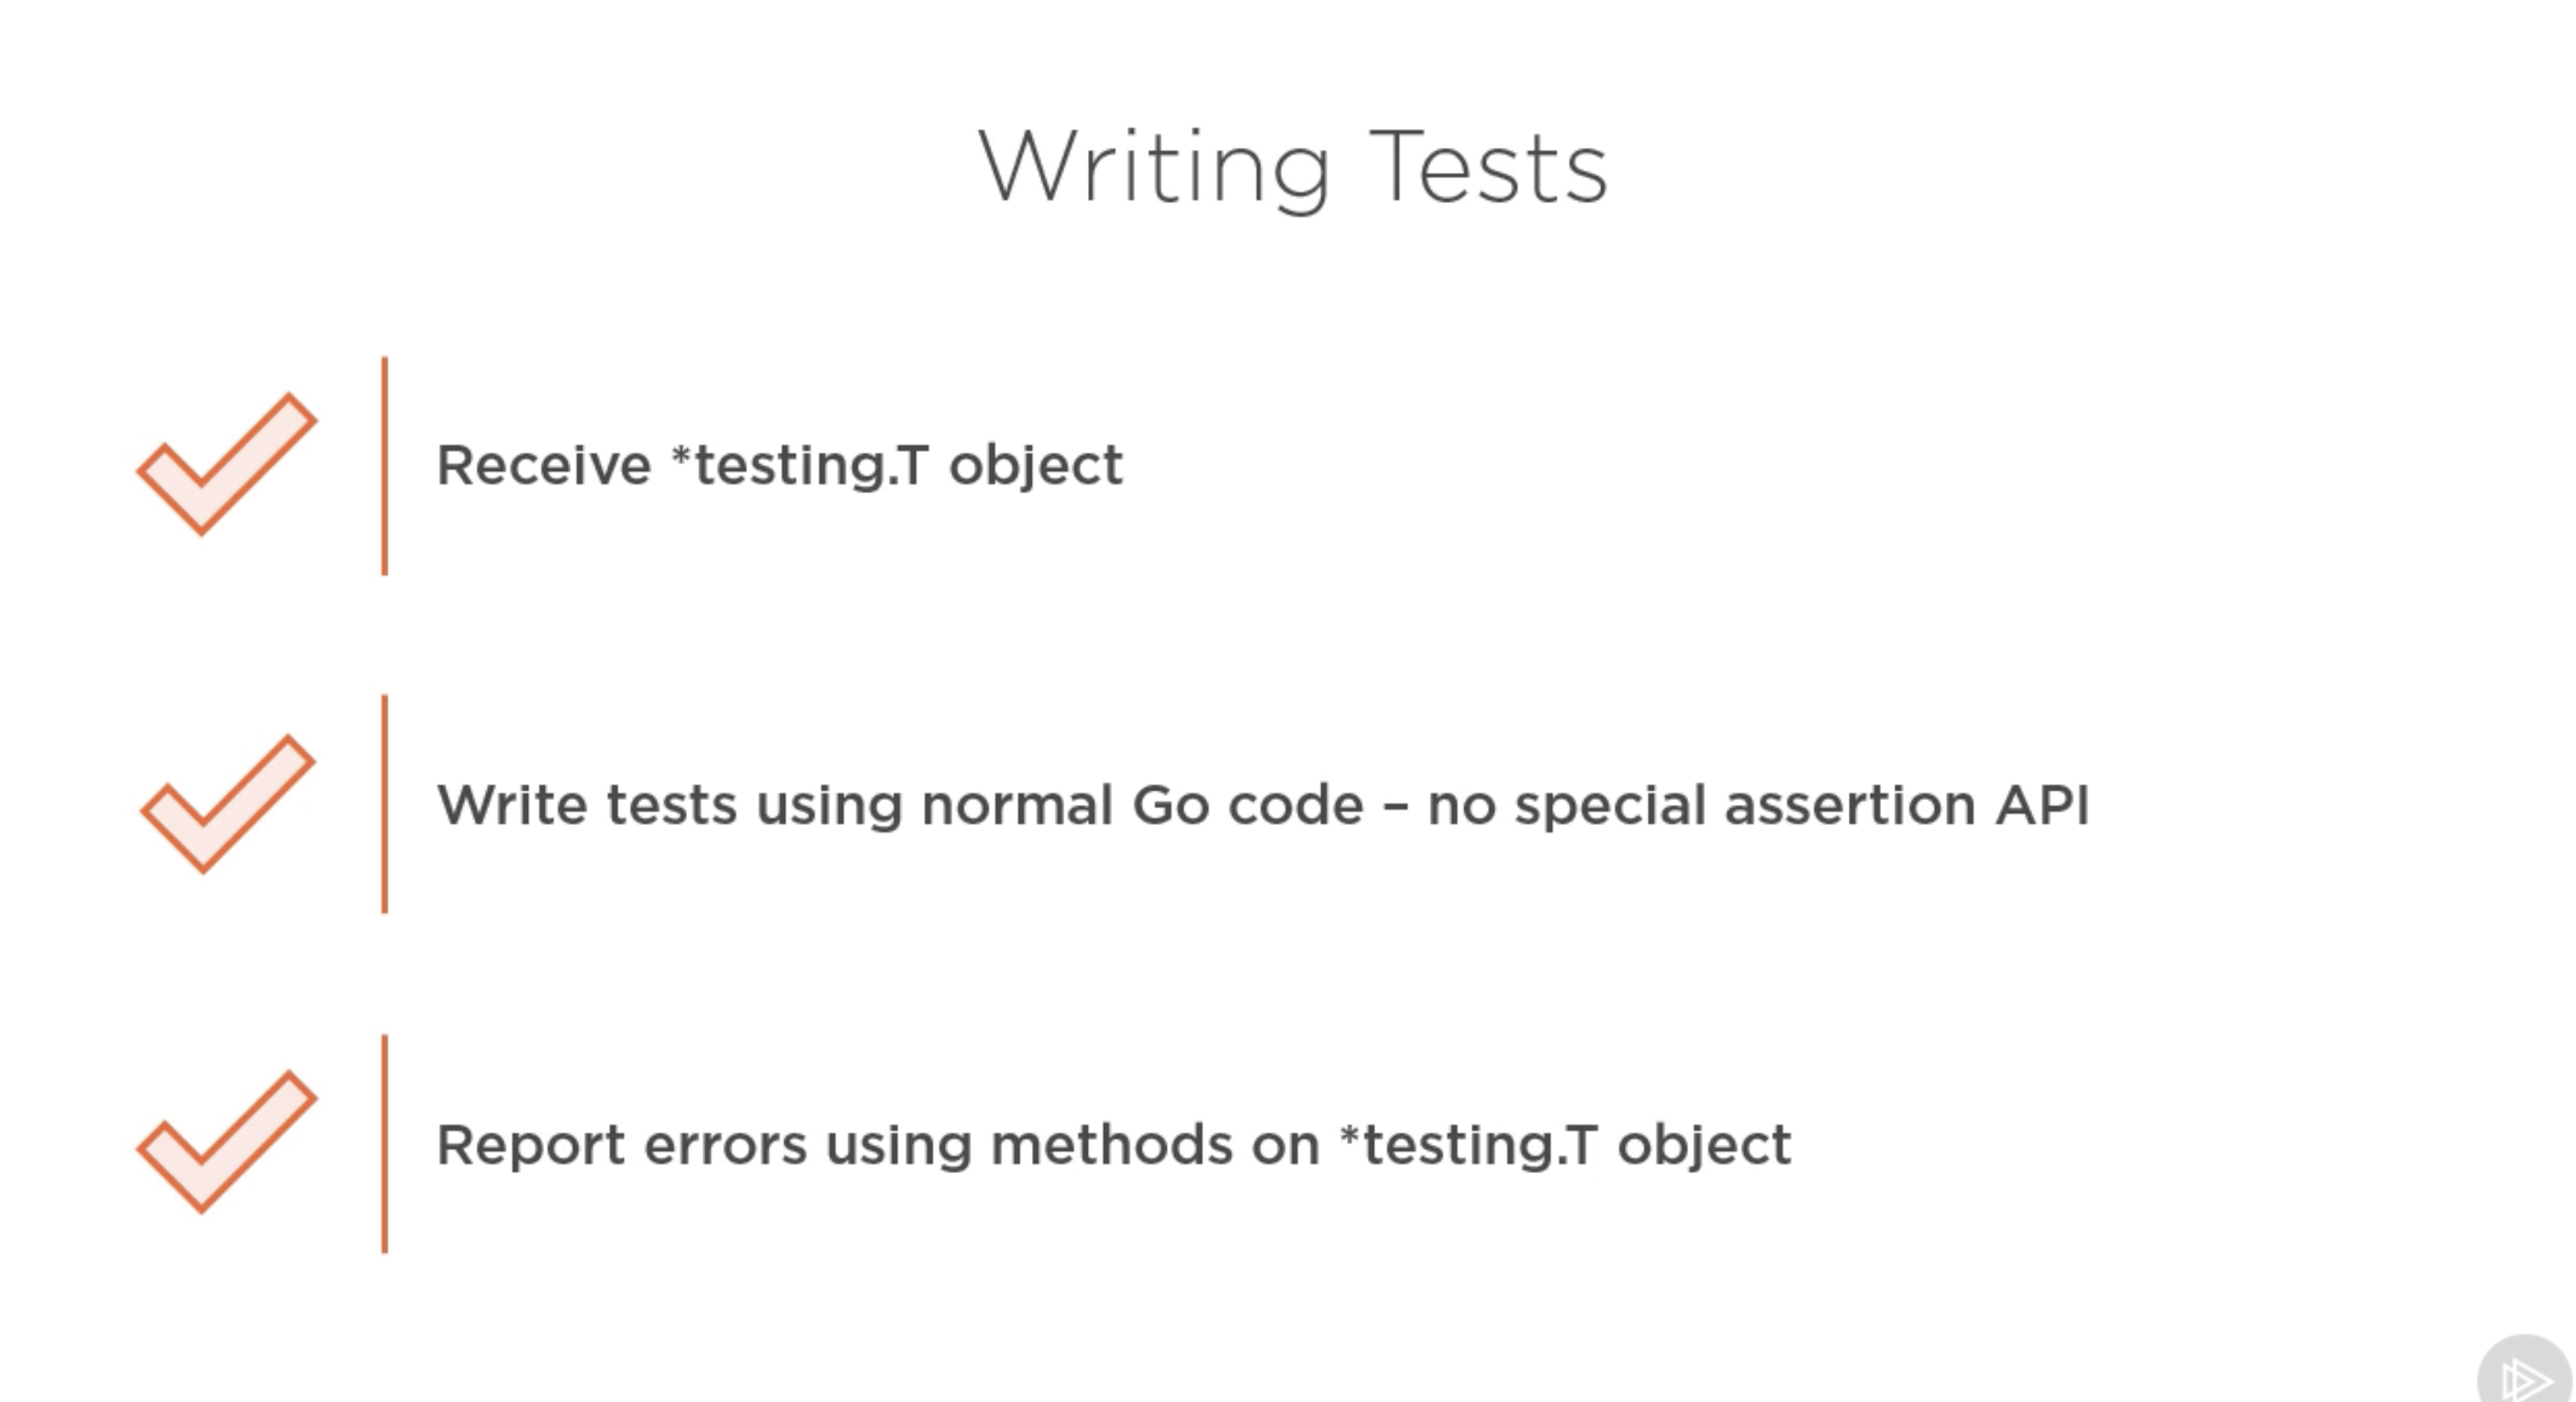 Writing Tests
Receive *testing.T object
Write tests using normal Go code – no special assertion API
Report errors using methods on *testing.T object